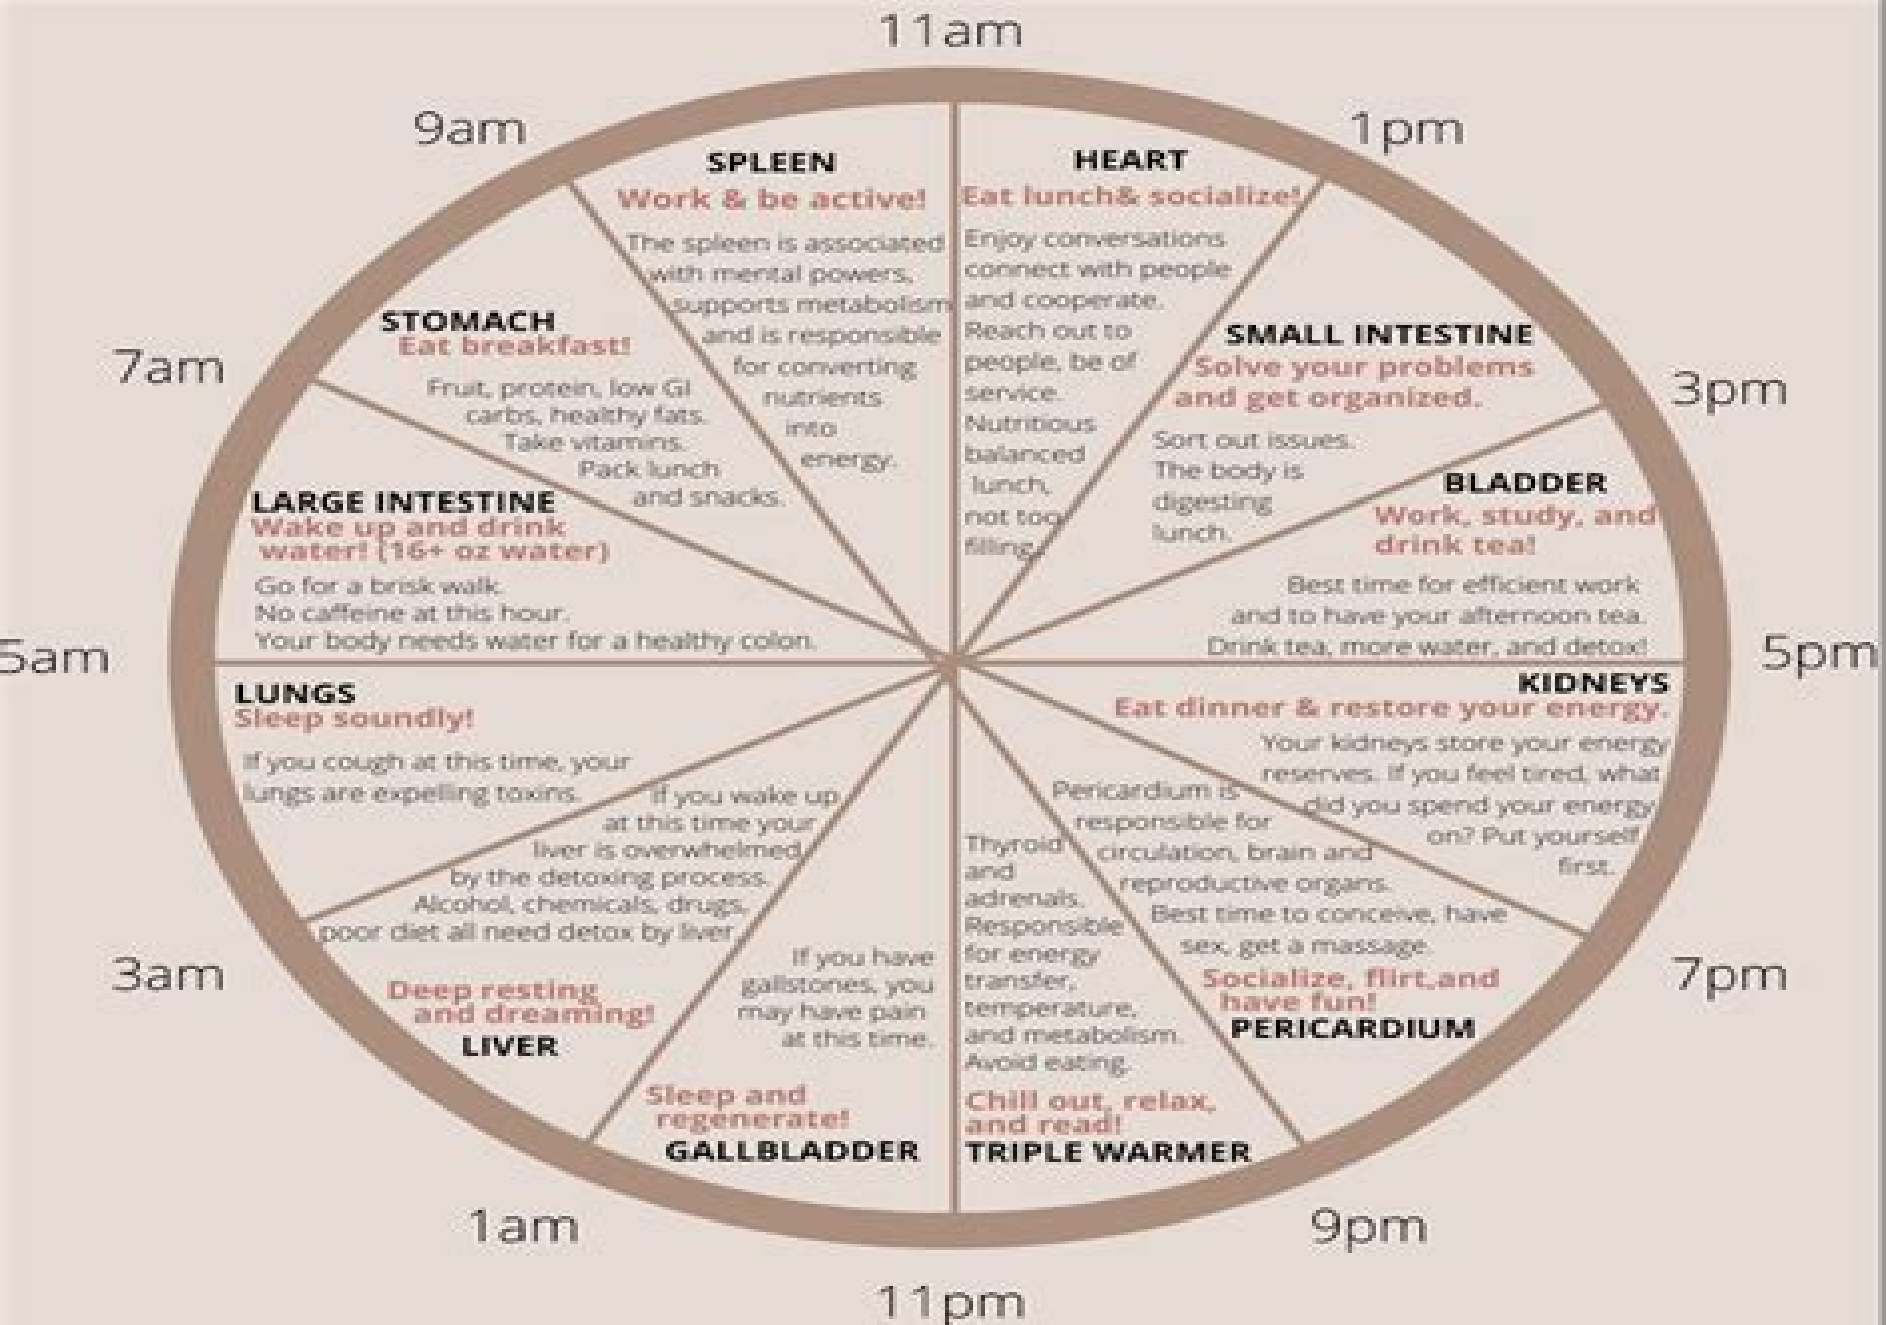 11am
9am
1pm
SPLEEN
Work & be active!
The spleen is associated
with mental powers,
supports metabolism
and is responsible
for converting
nutrients
into
energy.
HEART
Eat lunch& socialize!
Enjoy conversations
connect with people
and cooperate.
Reach out to
people, be of
service.
Nutritious
balanced
lunch,
not too
filling.
STOMACH
Eat breakfast!
Fruit, protein, low GI
carbs, healthy fats.
Take vitamins.
Pack lunch
and snacks.
SMALL INTESTINE
Solve your problems
and get organized.
Sort out issues.
The body is
digesting
lunch.
7am
3pm
LARGE INTESTINE
Wake up and drink
water! (16+ oz water)
Go for a brisk walk.
No caffeine at this hour.
Your body needs water for a healthy colon.
BLADDER
Work, study, and
drink tea!
Best time for efficient work
and to have your afternoon tea.
Drink tea, more water, and detox!
5am
5pm
LUNGS
Sleep soundly!
If you cough at this time, your
lungs are expelling toxins.
KIDNEYS
Eat dinner & restore your energy.
Your kidneys store your energy
reserves. If you feel tired, what
did you spend your energy
on? Put yourself
first.
If you wake up
at this time your
liver is overwhelmed
by the detoxing process.
Alcohol, chemicals, drugs,
poor diet all need detox by liver
Deep resting
and dreaming!
LIVER
Pericardium is
responsible for
circulation, brain and
reproductive organs.
Best time to conceive, have
sex, get a massage.
Socialize, flirt,and
have fun!
PERICARDIUM
3am
7pm
If you have
gallstones, you
may have pain
at this time.
Sleep and
regenerate!
GALLBLADDER
Thyroid
and
adrenals.
Responsible
for energy
transfer,
temperature,
and metabolism.
Avoid eating.
Chill out, relax,
and read!
TRIPLE WARMER
1am
9pm
11pm